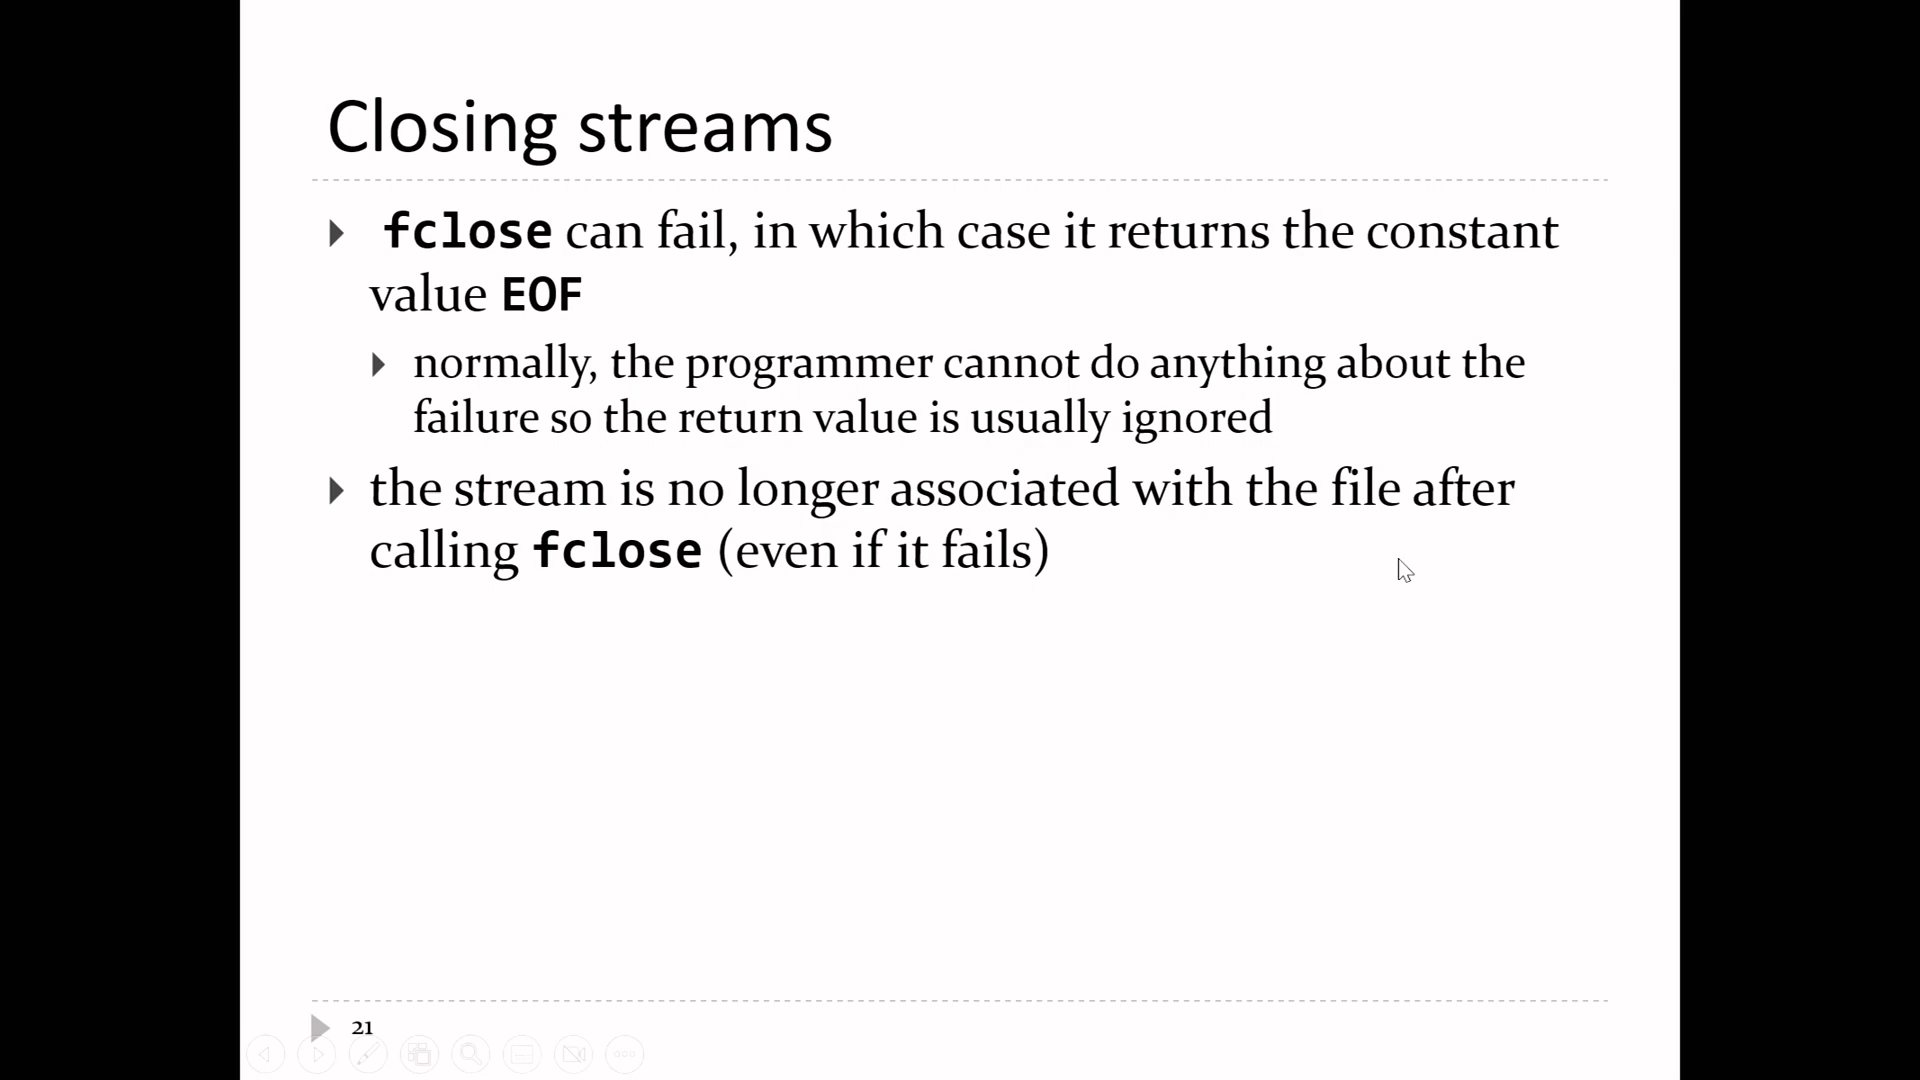 Closing streams
fclose can fail, in which case it returns the constant
value EOF
normally, the programmer cannot do anything about the
failure so the return value is usually ignored
the stream is no longer associated with the file after
calling fclose (even if it fails)
21